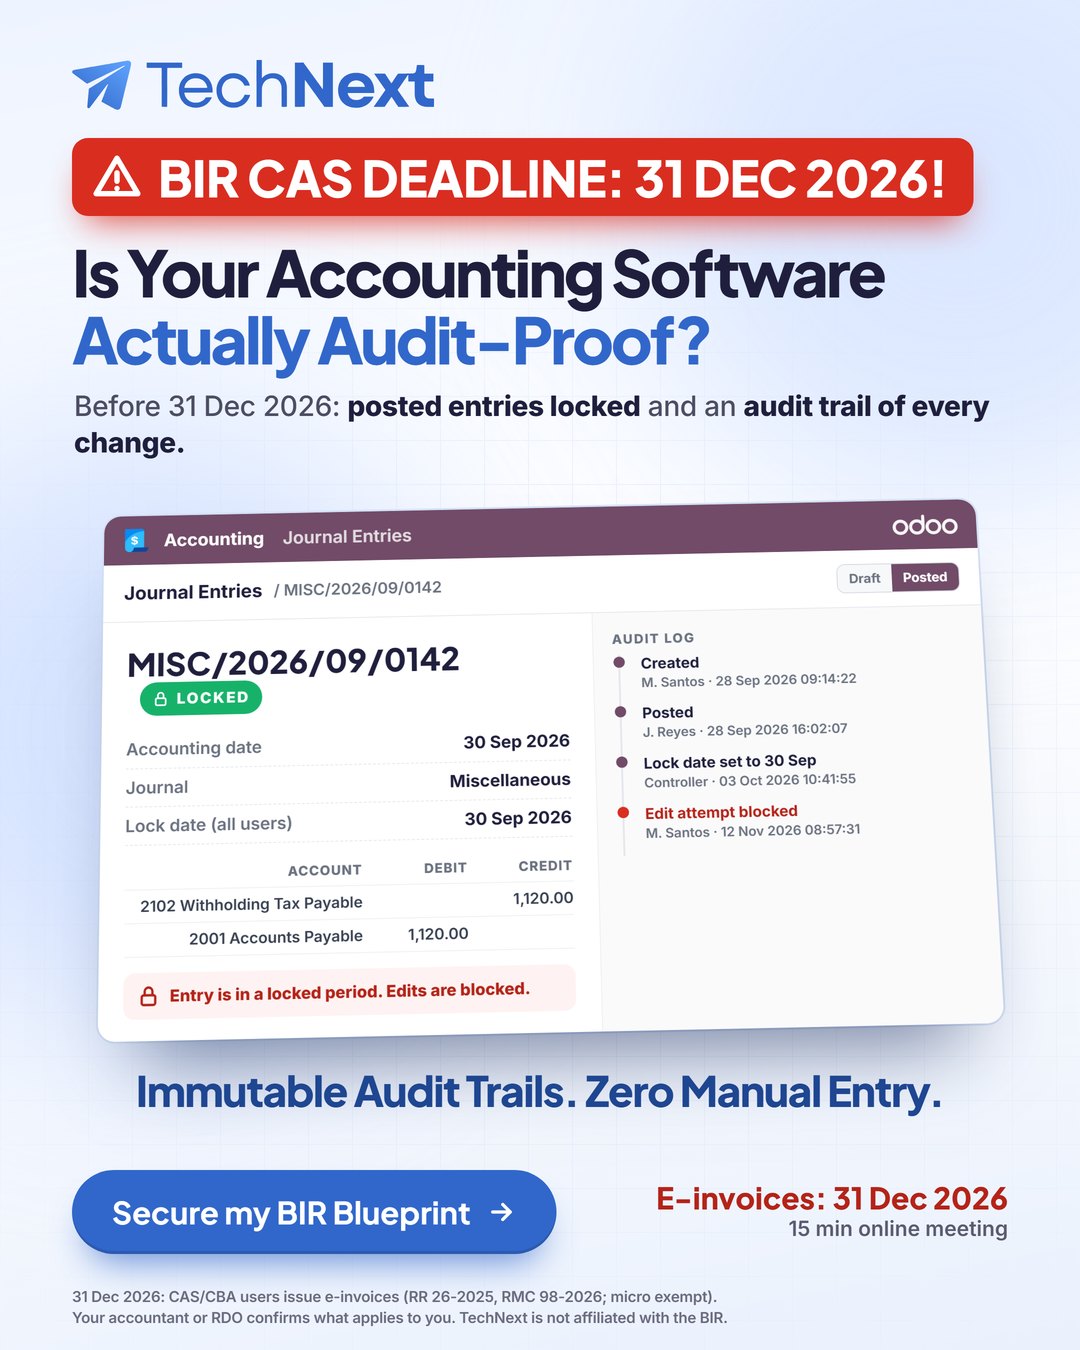 TechNext
BIR CAS DEADLINE: 31 DEC 2026!
Is Your Accounting Software
Actually Audit-Proof?
Before 31 Dec 2026: posted entries locked and an audit trail of every
change.
$ Accounting Journal Entries odoo
Journal Entries / MISC/2026/09/0142
Draft Posted
MISC/2026/09/0142
LOCKED
Accounting date 30 Sep 2026
Journal Miscellaneous
Lock date (all users) 30 Sep 2026
ACCOUNT DEBIT CREDIT
2102 Withholding Tax Payable 1,120.00
2001 Accounts Payable 1,120.00
Entry is in a locked period. Edits are blocked.
AUDIT LOG
Created
M. Santos · 28 Sep 2026 09:14:22
Posted
J. Reyes · 28 Sep 2026 16:02:07
Lock date set to 30 Sep
Controller · 03 Oct 2026 10:41:55
Edit attempt blocked
M. Santos · 12 Nov 2026 08:57:31
Immutable Audit Trails. Zero Manual Entry.
Secure my BIR Blueprint →
E-invoices: 31 Dec 2026
15 min online meeting
31 Dec 2026: CAS/CBA users issue e-invoices (RR 26-2025, RMC 98-2026; micro exempt).
Your accountant or RDO confirms what applies to you. TechNext is not affiliated with the BIR.